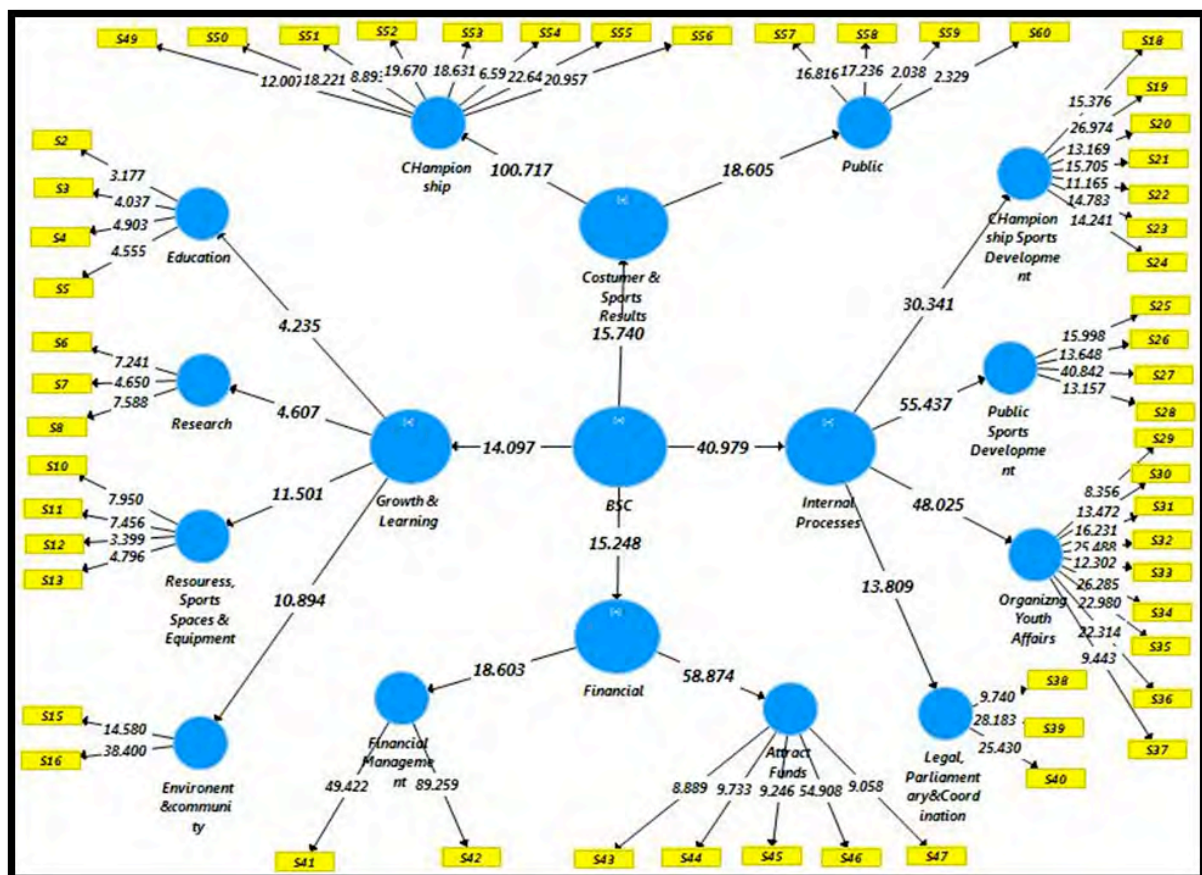 S49
S50
S51
S52
S53
S54
S55
S56
S57
S58
S59
S60
S18
12.007
18.221
8.893
19.670
18.631
6.59
22.64
20.957
16.816
17.236
2.038
2.329
15.376
S19
26.974
S20
13.169
S21
15.705
S22
11.165
S23
14.783
S24
14.241
CHampion
ship
Public
CHampion
ship Sports
Developme
nt
100.717
18.605
S2
3.177
S3
4.037
S4
4.903
S5
4.555
Education
Costumer &
Sports
Results
15.740
4.235
30.341
S25
15.998
S26
13.648
S27
40.842
S28
13.157
Public
Sports
Developme
nt
55.437
S6
7.241
S7
4.650
S8
7.588
Research
4.607
14.097
40.979
Growth &
Learning
BSC
Internal
Processes
S10
7.950
S11
7.456
S12
3.399
S13
4.796
Resouress,
Sports
Spaces &
Equipment
11.501
10.894
15.248
48.025
13.809
S29
8.356
S30
13.472
S31
16.231
S32
25.488
S33
12.302
S34
26.285
S35
22.980
S36
22.314
S37
9.443
Organizng
Youth
Affairs
Financial
18.603
58.874
S15
14.580
S16
38.400
Environent
&communi
ty
Financial
Manageme
nt
49.422
89.259
S41
S42
Attract
Funds
8.889
9.733
9.246
54.908
9.058
S43
S44
S45
S46
S47
S38
9.740
S39
28.183
S40
25.430
Legal,
Parliament
ary&Coord
ination